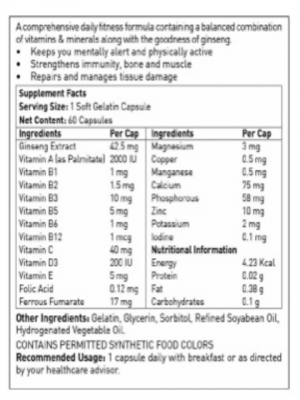 A comprehensive daily fitness formula containing a balanced combination
of vitamins & minerals along with the goodness of ginseng.
• Keeps you mentally alert and physically active
• Strengthens immunity, bone and muscle
• Repairs and manages tissue damage
Supplement Facts
Serving Size: 1 Soft Gelatin Capsule
Net Content: 60 Capsules
Ingredients Per Cap Ingredients Per Cap
Ginseng Extract 42.5 mg Magnesium 3 mg
Vitamin A (as Palmitate) 2000 IU Copper 0.5 mg
Vitamin B1 1 mg Manganese 0.5 mg
Vitamin B2 1.5 mg Calcium 75 mg
Vitamin B3 10 mg Phosphorous 58 mg
Vitamin B5 5 mg Zinc 10 mg
Vitamin B6 1 mg Potassium 2 mg
Vitamin B12 1 mcg Iodine 0.1 mg
Vitamin C 40 mg Nutritional Information
Vitamin D3 200 IU Energy 4.23 Kcal
Vitamin E 5 mg Protein 0.02 g
Folic Acid 0.12 mg Fat 0.38 g
Ferrous Fumarate 17 mg Carbohydrates 0.1 g
Other Ingredients: Gelatin, Glycerin, Sorbitol, Refined Soyabean Oil,
Hydrogenated Vegetable Oil.
CONTAINS PERMITTED SYNTHETIC FOOD COLORS
Recommended Usage: 1 capsule daily with breakfast or as directed
by your healthcare advisor.